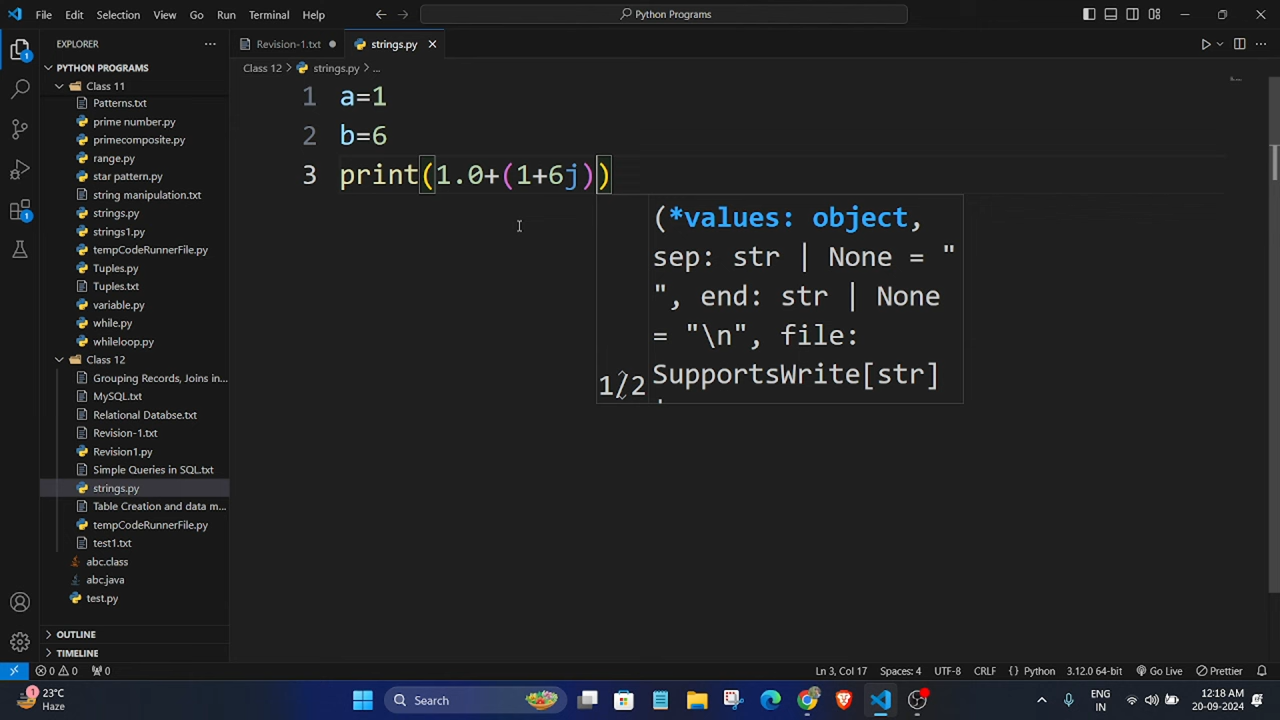 File Edit Selection View Go Run Terminal Help
Python Programs
EXPLORER
Revision-1.txt
strings.py
PYTHON PROGRAMS
Class 12 > strings.py > ...
Class 11
Patterns.txt
prime number.py
primecomposite.py
range.py
star pattern.py
string manipulation.txt
strings.py
strings1.py
tempCodeRunnerFile.py
Tuples.py
Tuples.txt
variable.py
while.py
whileloop.py
Class 12
Grouping Records, Joins in...
MySQL.txt
Relational Databse.txt
Revision-1.txt
Revision1.py
Simple Queries in SQL.txt
strings.py
Table Creation and data m...
tempCodeRunnerFile.py
test1.txt
abc.class
abc.java
test.py
OUTLINE
TIMELINE
1 a=1
2 b=6
3 print(1.0+(1+6j))
(*values: object,
sep: str | None = "
", end: str | None
= "\n", file:
SupportsWrite[str]
1/2
0 0 0
Ln 3, Col 17 Spaces: 4 UTF-8 CRLF {} Python 3.12.0 64-bit Go Live Prettier
1
23°C
Haze
Search
ENG
IN
12:18 AM
20-09-2024